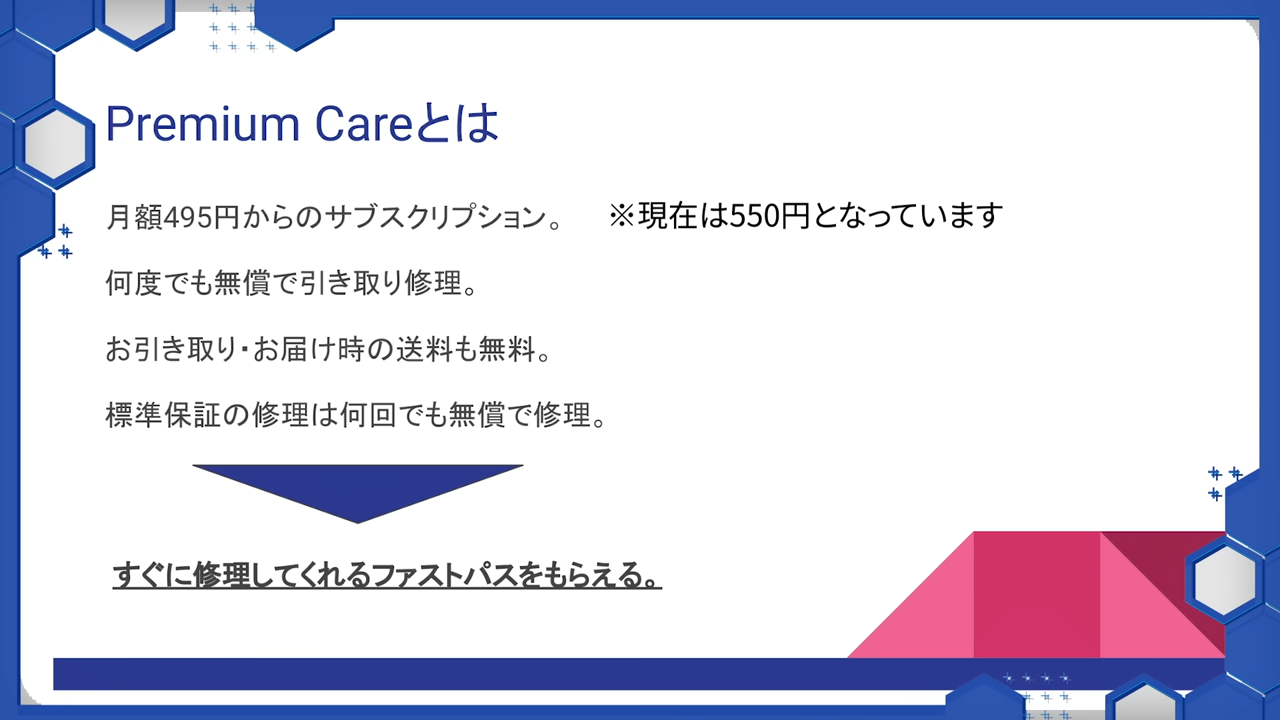 Premium Careとは
月額495円からのサブスクリプション。 ※現在は550円となっています
何度でも無償で引き取り修理。
お引き取り・お届け時の送料も無料。
標準保証の修理は何回でも無償で修理。
すぐに修理してくれるファストパスをもらえる。